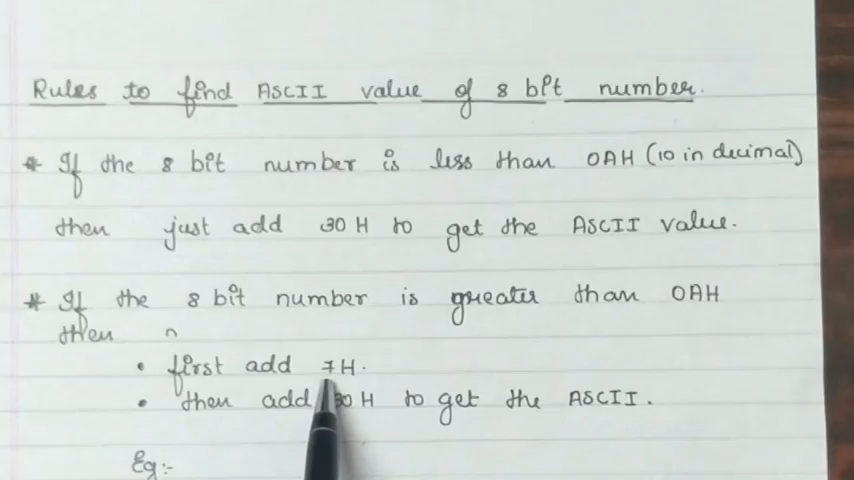 Rules to find ASCII value of 8 bit number.
* If the 8 bit number is less than 0AH (10 in decimal)
then just add 30 H to get the ASCII value.
* If the 8 bit number is greater than 0AH
then
• first add 7H.
• then add 30 H to get the ASCII.
Eg:-